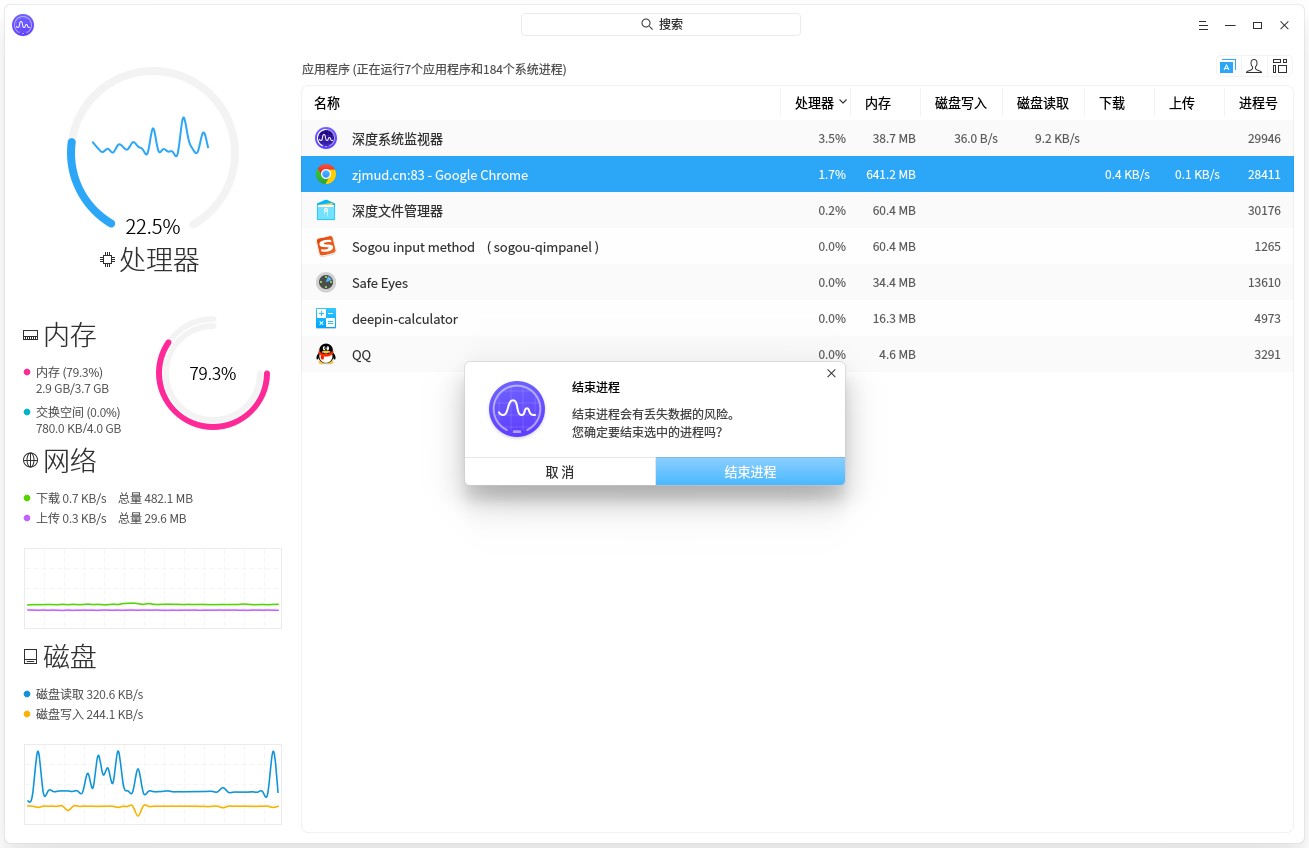 搜索
22.5%
处理器
内存
内存 (79.3%)
2.9 GB/3.7 GB
交换空间 (0.0%)
780.0 KB/4.0 GB
79.3%
网络
下载 0.7 KB/s 总量 482.1 MB
上传 0.3 KB/s 总量 29.6 MB
磁盘
磁盘读取 320.6 KB/s
磁盘写入 244.1 KB/s
应用程序 (正在运行7个应用程序和184个系统进程)
名称 处理器 内存 磁盘写入 磁盘读取 下载 上传 进程号
深度系统监视器 3.5% 38.7 MB 36.0 B/s 9.2 KB/s 29946
zjmud.cn:83 - Google Chrome 1.7% 641.2 MB 0.4 KB/s 0.1 KB/s 28411
深度文件管理器 0.2% 60.4 MB 30176
Sogou input method （sogou-qimpanel） 0.0% 60.4 MB 1265
Safe Eyes 0.0% 34.4 MB 13610
deepin-calculator 0.0% 16.3 MB 4973
QQ 0.0% 4.6 MB 3291
结束进程
结束进程会有丢失数据的风险。
您确定要结束选中的进程吗？
取 消 结束进程